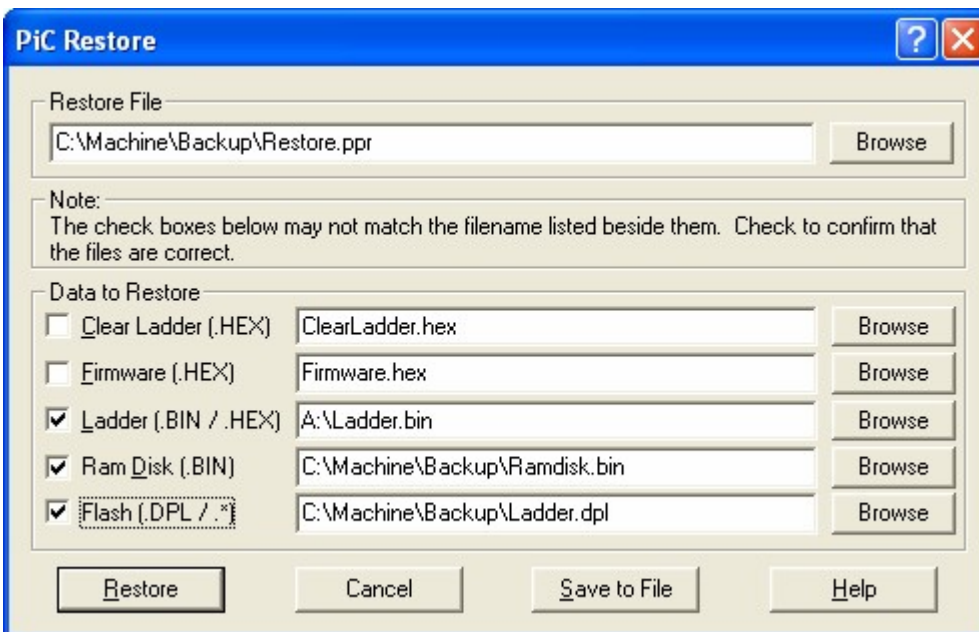 PiC Restore
Restore File
C:\Machine\Backup\Restore.ppr Browse
Note:
The check boxes below may not match the filename listed beside them. Check to confirm that
the files are correct.
Data to Restore
Clear Ladder (.HEX) ClearLadder.hex Browse
Firmware (.HEX) Firmware.hex Browse
Ladder (.BIN / .HEX) A:\Ladder.bin Browse
Ram Disk (.BIN) C:\Machine\Backup\Ramdisk.bin Browse
Flash (.DPL / .*) C:\Machine\Backup\Ladder.dpl Browse
Restore Cancel Save to File Help